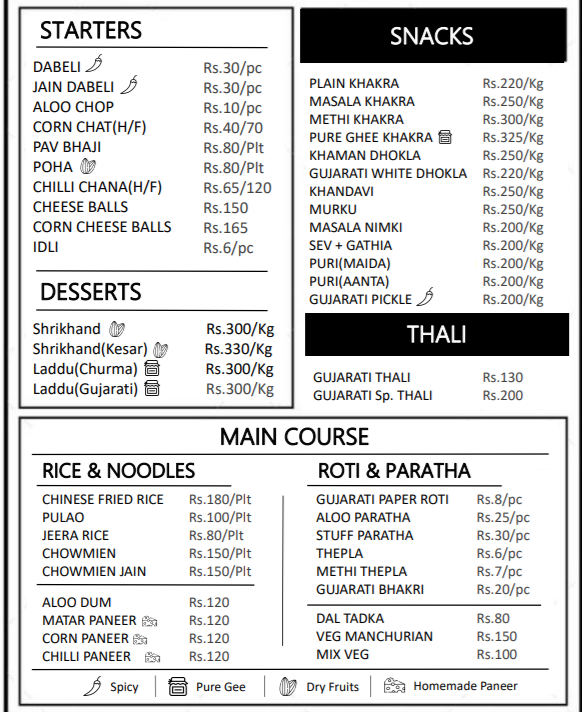 STARTERS
DABELI Rs.30/pc
JAIN DABELI Rs.30/pc
ALOO CHOP Rs.10/pc
CORN CHAT(H/F) Rs.40/70
PAV BHAJI Rs.80/Plt
POHA Rs.80/Plt
CHILLI CHANA(H/F) Rs.65/120
CHEESE BALLS Rs.150
CORN CHEESE BALLS Rs.165
IDLI Rs.6/pc
DESSERTS
Shrikhand Rs.300/Kg
Shrikhand(Kesar) Rs.330/Kg
Laddu(Churma) Rs.300/Kg
Laddu(Gujarati) Rs.300/Kg
SNACKS
PLAIN KHAKRA Rs.220/Kg
MASALA KHAKRA Rs.250/Kg
METHI KHAKRA Rs.300/Kg
PURE GHEE KHAKRA Rs.325/Kg
KHAMAN DHOKLA Rs.250/Kg
GUJARATI WHITE DHOKLA Rs.220/Kg
KHANDAVI Rs.250/Kg
MURKU Rs.250/Kg
MASALA NIMKI Rs.200/Kg
SEV + GATHIA Rs.200/Kg
PURI(MAIDA) Rs.200/Kg
PURI(AANTA) Rs.200/Kg
GUJARATI PICKLE Rs.200/Kg
THALI
GUJARATI THALI Rs.130
GUJARATI Sp. THALI Rs.200
MAIN COURSE
RICE & NOODLES
CHINESE FRIED RICE Rs.180/Plt
PULAO Rs.100/Plt
JEERA RICE Rs.80/Plt
CHOWMIEN Rs.150/Plt
CHOWMIEN JAIN Rs.150/Plt
ALOO DUM Rs.120
MATAR PANEER Rs.120
CORN PANEER Rs.120
CHILLI PANEER Rs.120
ROTI & PARATHA
GUJARATI PAPER ROTI Rs.8/pc
ALOO PARATHA Rs.25/pc
STUFF PARATHA Rs.30/pc
THEPLA Rs.6/pc
METHI THEPLA Rs.7/pc
GUJARATI BHAKRI Rs.20/pc
DAL TADKA Rs.80
VEG MANCHURIAN Rs.150
MIX VEG Rs.100
Spicy Pure Gee Dry Fruits Homemade Paneer